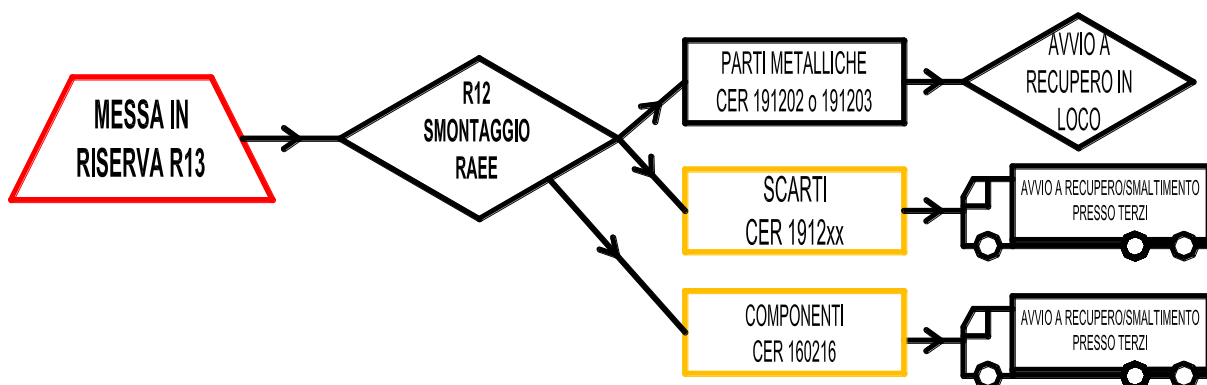 MESSA IN
RISERVA R13
R12
SMONTAGGIO
RAEE
PARTI METALLICHE
CER 191202 o 191203
AVVIO A
RECUPERO IN
LOCO
SCARTI
CER 1912xx
AVVIO A RECUPERO/SMALTIMENTO
PRESSO TERZI
COMPONENTI
CER 160216
AVVIO A RECUPERO/SMALTIMENTO
PRESSO TERZI